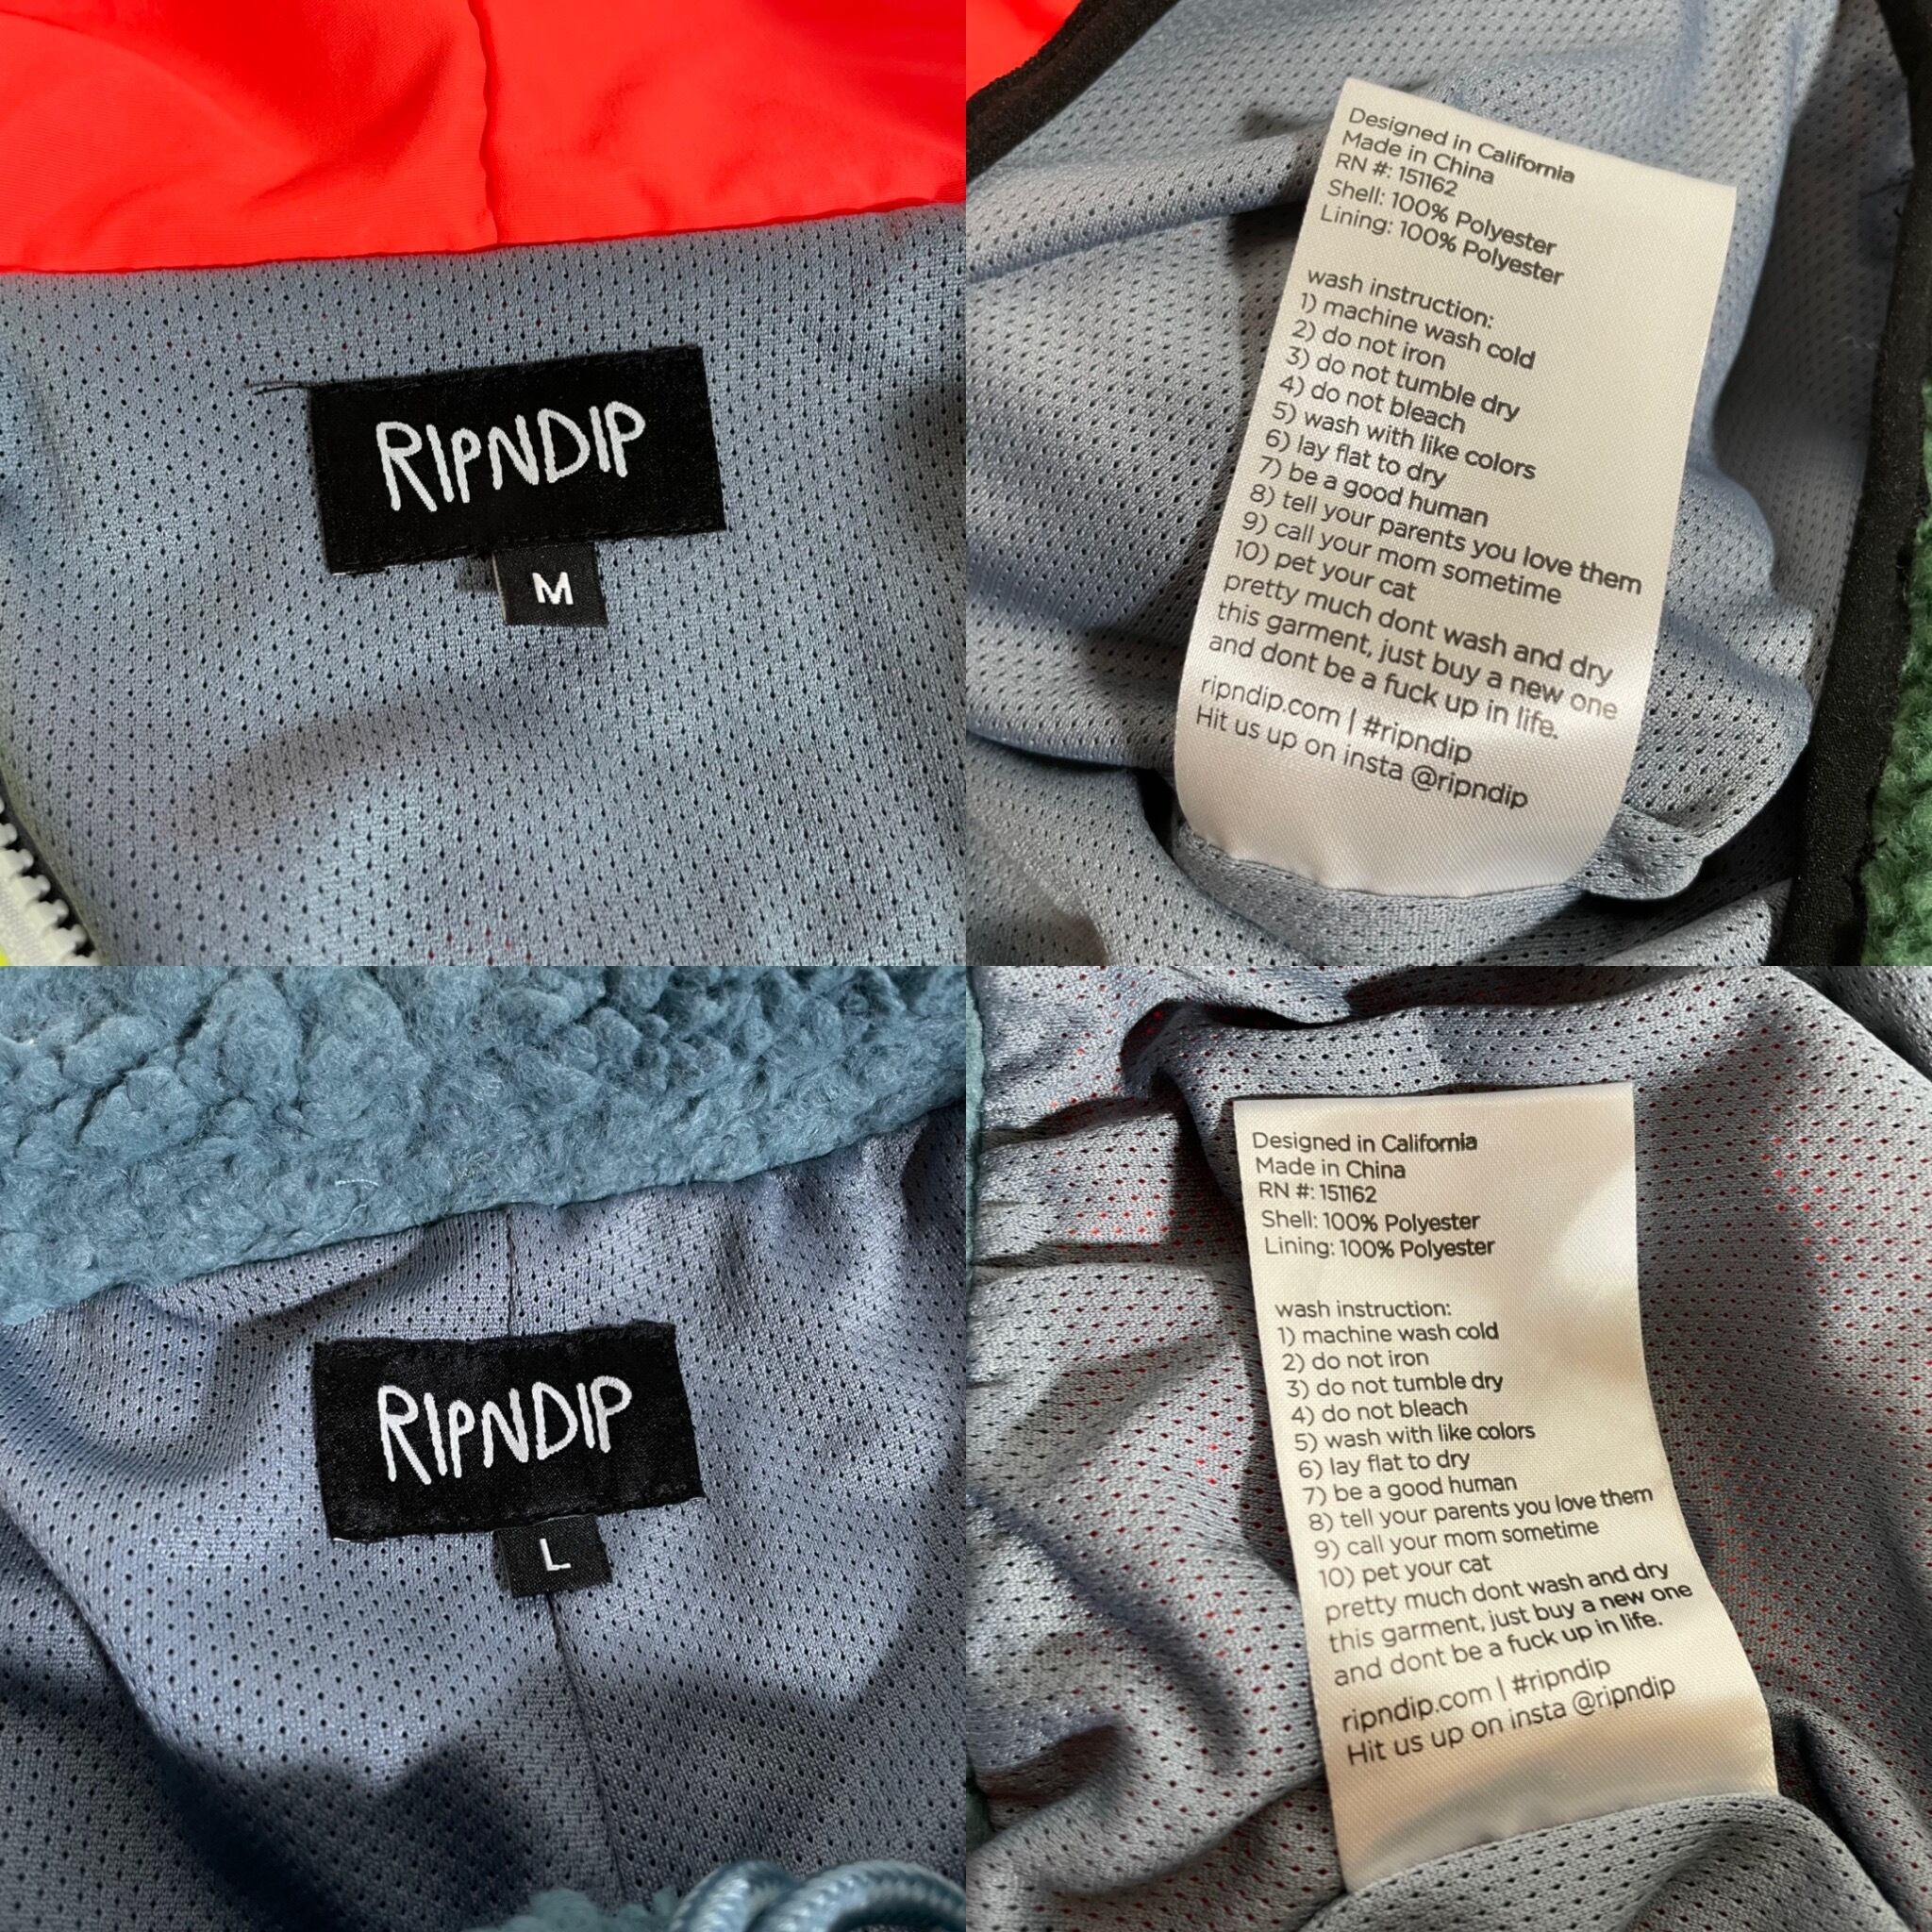 RIPNDIP
M
Designed in California
Made in China
RN #: 151162
Shell: 100% Polyester
Lining: 100% Polyester
wash instruction:
1) machine wash cold
2) do not iron
3) do not tumble dry
4) do not bleach
5) wash with like colors
6) lay flat to dry
7) be a good human
8) tell your parents you love them
9) call your mom sometime
10) pet your cat
pretty much dont wash and dry
this garment, just buy a new one
and dont be a fuck up in life.
ripndip.com | #ripndip
Hit us up on insta @ripndip
RIPNDIP
L
Designed in California
Made in China
RN #: 151162
Shell: 100% Polyester
Lining: 100% Polyester
wash instruction:
1) machine wash cold
2) do not iron
3) do not tumble dry
4) do not bleach
5) wash with like colors
6) lay flat to dry
7) be a good human
8) tell your parents you love them
9) call your mom sometime
10) pet your cat
pretty much dont wash and dry
this garment, just buy a new one
and dont be a fuck up in life.
ripndip.com | #ripndip
Hit us up on insta @ripndip